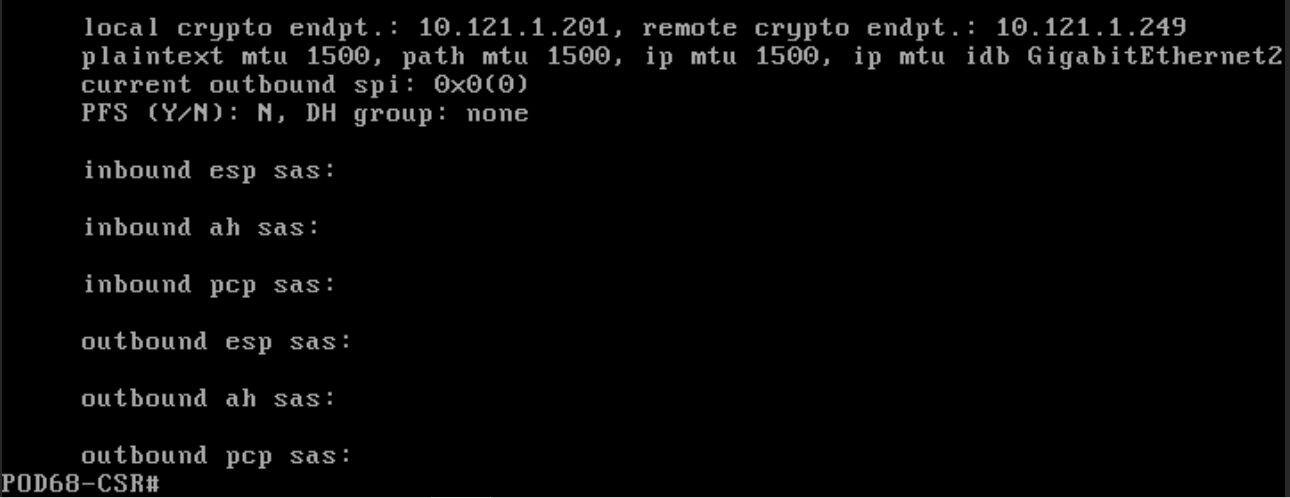 local crypto endpt.: 10.121.1.201, remote crypto endpt.: 10.121.1.249
plaintext mtu 1500, path mtu 1500, ip mtu 1500, ip mtu idb GigabitEthernet2
current outbound spi: 0x0(0)
PFS (Y/N): N, DH group: none
inbound esp sas:
inbound ah sas:
inbound pcp sas:
outbound esp sas:
outbound ah sas:
outbound pcp sas:
POD68-CSR#